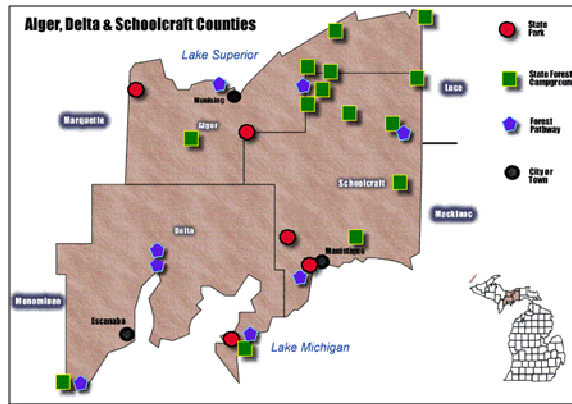 Alger, Delta & Schoolcraft Counties
Lake Superior
State
Park
State Forest
Campground
Munising
Luce
Marquette
Alger
Forest
Pathway
Schoolcraft
City or
Town
Mackinac
Delta
Manistique
Menominee
Escanaba
Lake Michigan